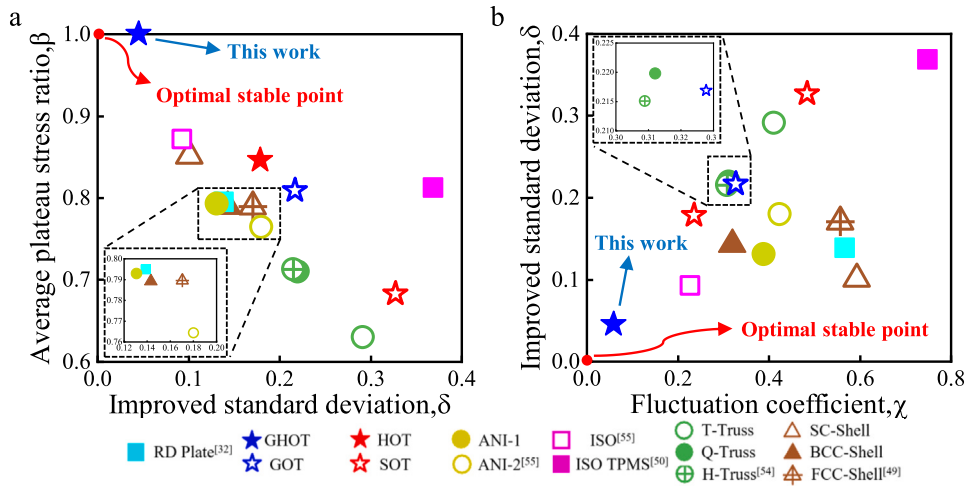 a
1.0
0.9
0.8
0.7
0.6
Average plateau stress ratio,β
This work
Optimal stable point
0.80
0.79
0.78
0.77
0.76
0.12
0.14
0.16
0.18
0.20
0.0
0.1
0.2
0.3
0.4
Improved standard deviation,δ
b
0.4
0.3
0.2
0.1
0.0
Improved standard deviation,δ
0.225
0.220
0.215
0.210
0.30
0.31
0.32
0.3
This work
Optimal stable point
0.0
0.2
0.4
0.6
0.8
Fluctuation coefficient,χ
RD Plate[32]
GHOT
GOT
HOT
SOT
ANI-1
ANI-2[55]
ISO[55]
ISO TPMS[50]
T-Truss
Q-Truss
H-Truss[54]
SC-Shell
BCC-Shell
FCC-Shell[49]